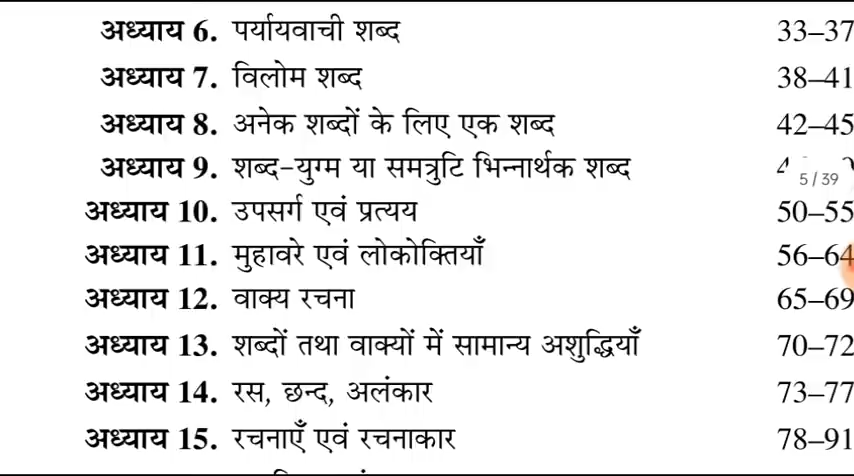 अध्याय 6. पर्यायवाची शब्द 33–37
अध्याय 7. विलोम शब्द 38–41
अध्याय 8. अनेक शब्दों के लिए एक शब्द 42–45
अध्याय 9. शब्द-युग्म या समत्रुटि भिन्नार्थक शब्द
5 / 39
अध्याय 10. उपसर्ग एवं प्रत्यय 50–55
अध्याय 11. मुहावरे एवं लोकोक्तियाँ 56–64
अध्याय 12. वाक्य रचना 65–69
अध्याय 13. शब्दों तथा वाक्यों में सामान्य अशुद्धियाँ 70–72
अध्याय 14. रस, छन्द, अलंकार 73–77
अध्याय 15. रचनाएँ एवं रचनाकार 78–91